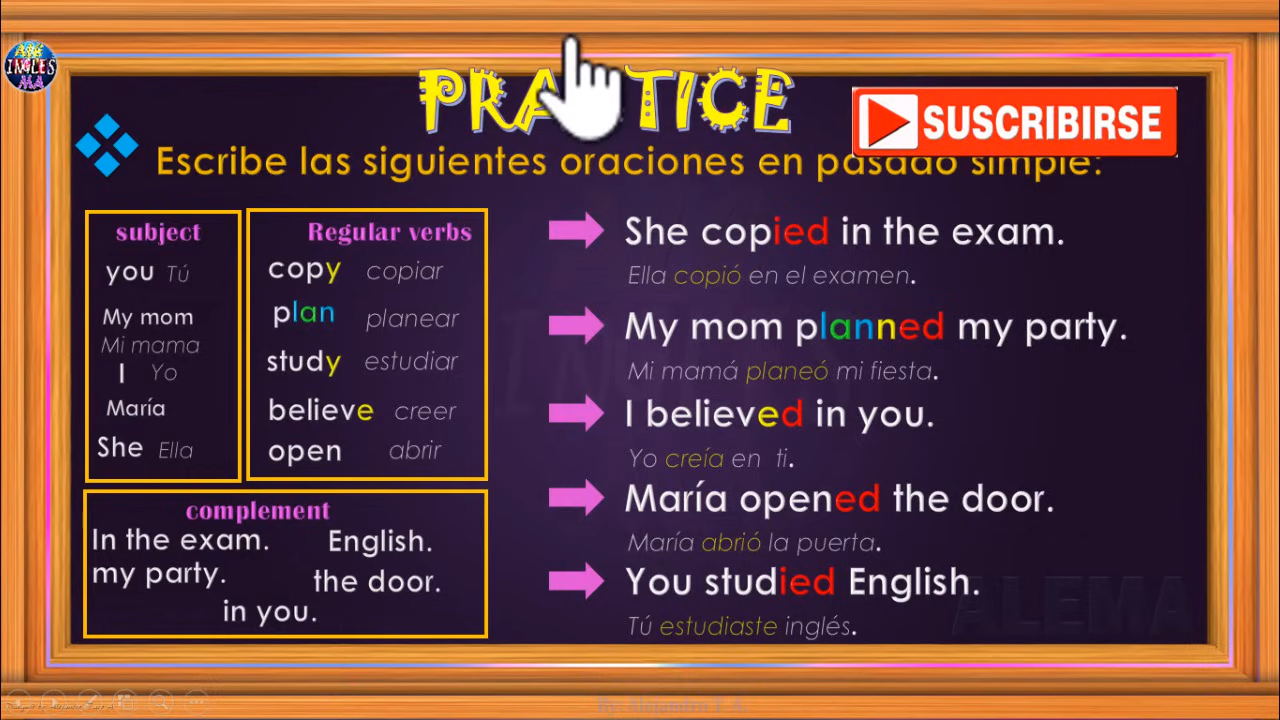 INGLES
MA
PRACTICE
SUSCRIBIRSE
Escribe las siguientes oraciones en pasado simple:
subject
you Tú
My mom
Mi mama
I Yo
María
She Ella
Regular verbs
copy copiar
plan planear
study estudiar
believe creer
open abrir
complement
In the exam. English.
my party. the door.
in you.
She copied in the exam.
Ella copió en el examen.
My mom planned my party.
Mi mamá planeó mi fiesta.
I believed in you.
Yo creía en ti.
María opened the door.
María abrió la puerta.
You studied English.
Tú estudiaste inglés.
ALEMA